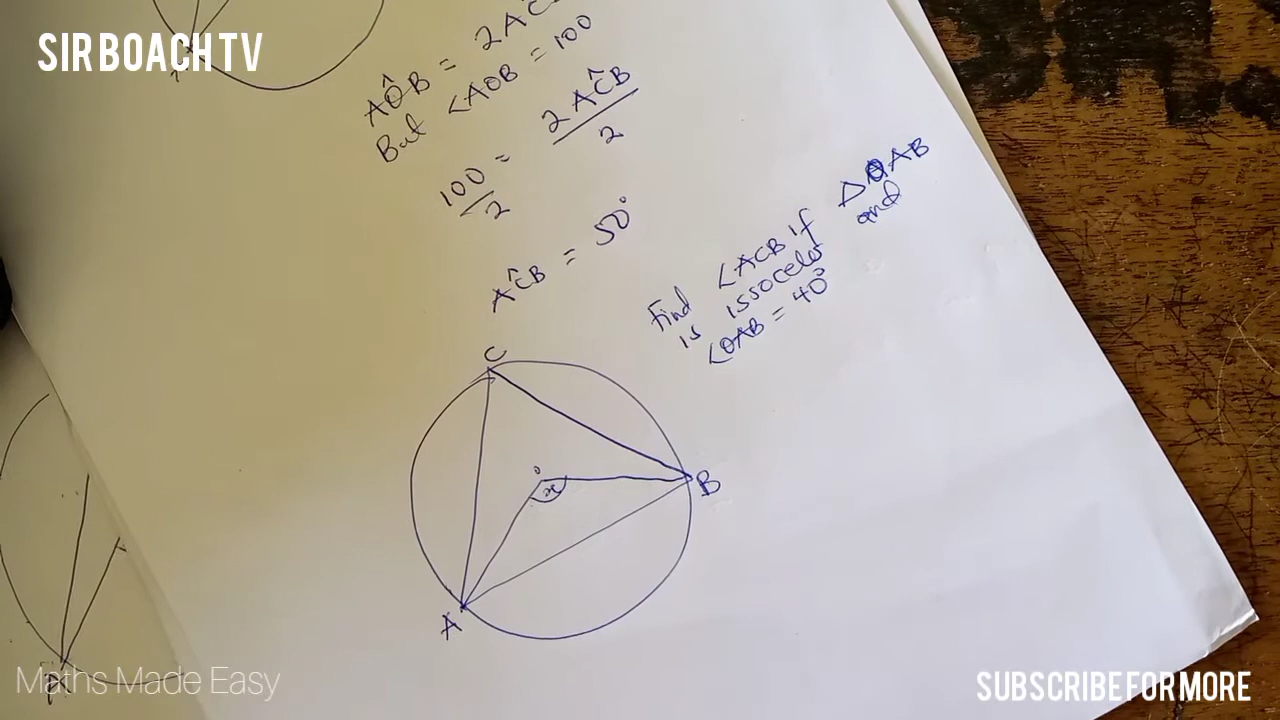 SIR BOACH TV
AÔB = 2AĈ
But <AOB = 100
100/2 = 2AĈB/2
AĈB = 50°
Find <ACB if ΔOAB
is issoceles and
<OAB = 40°
C
O
x
B
A
Maths Made Easy
SUBSCRIBE FOR MORE